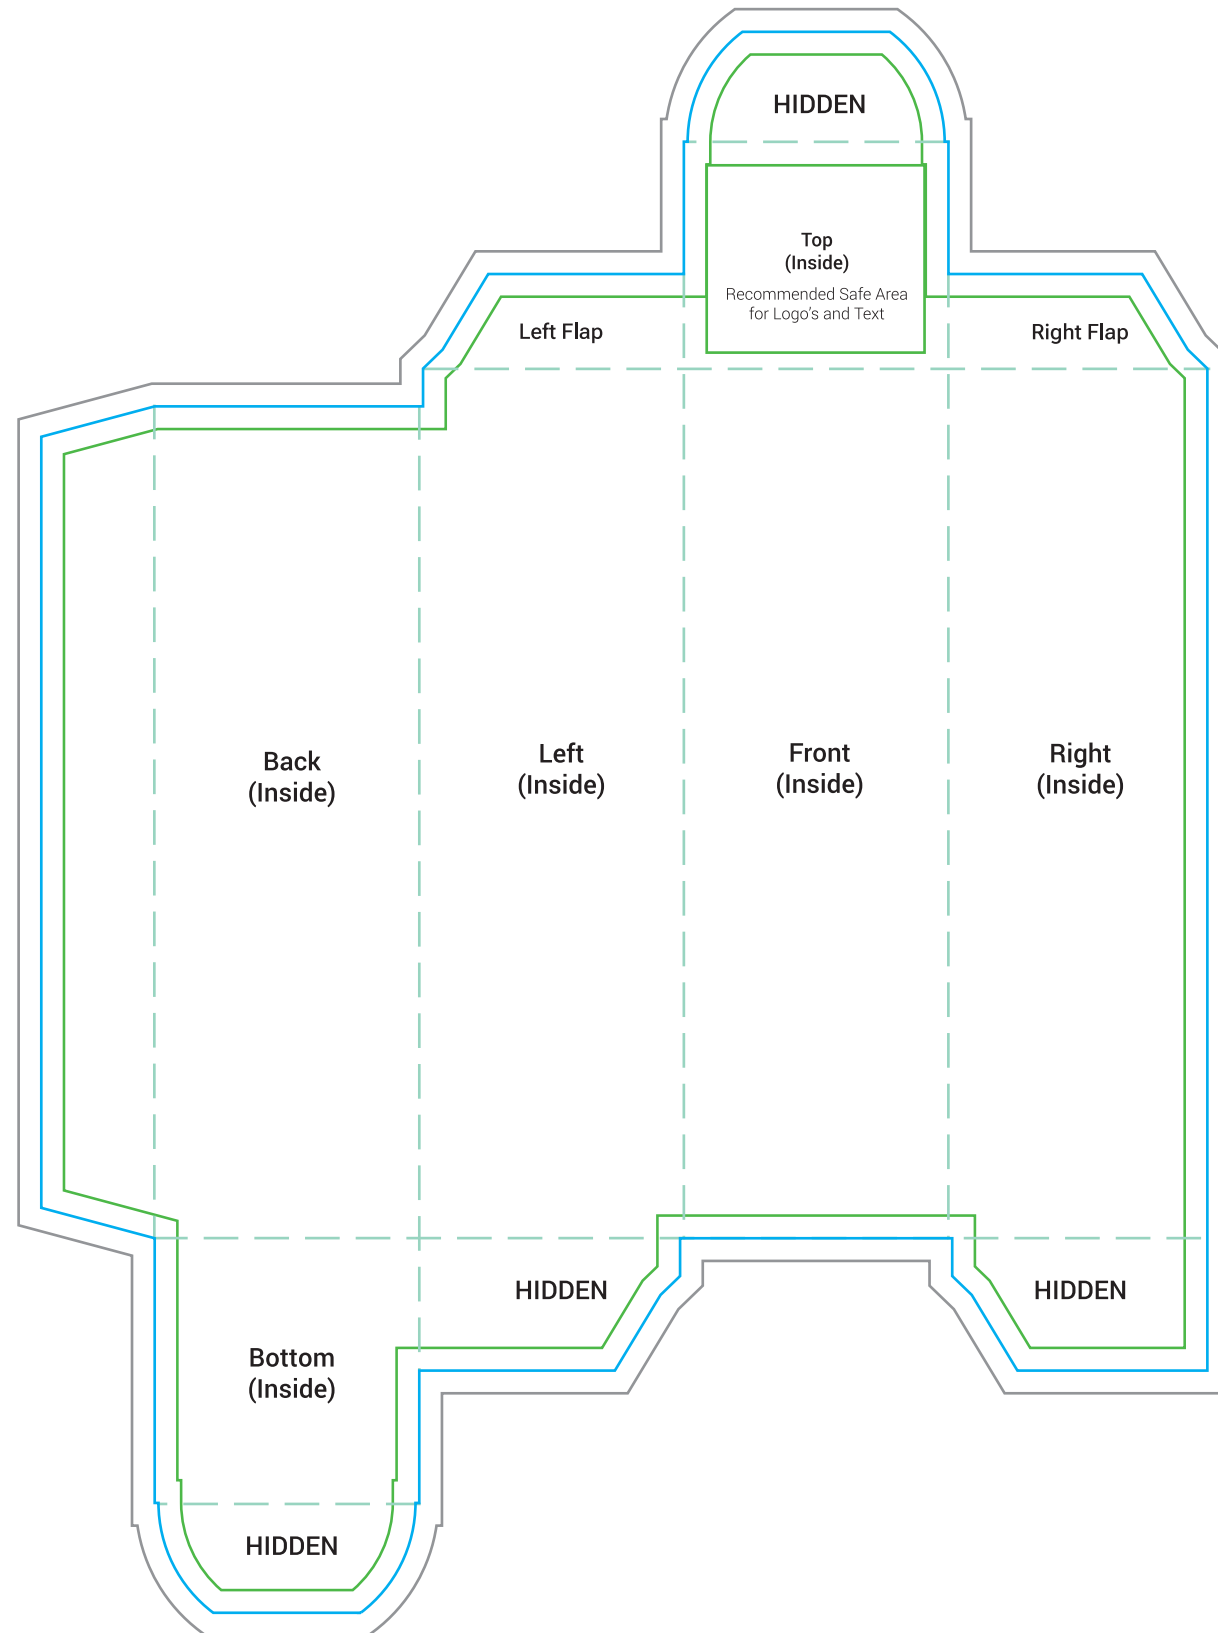 HIDDEN
Top
(Inside)
Recommended Safe Area
for Logo's and Text
Left Flap
Right Flap
Back
(Inside)
Left
(Inside)
Front
(Inside)
Right
(Inside)
HIDDEN
HIDDEN
Bottom
(Inside)
HIDDEN